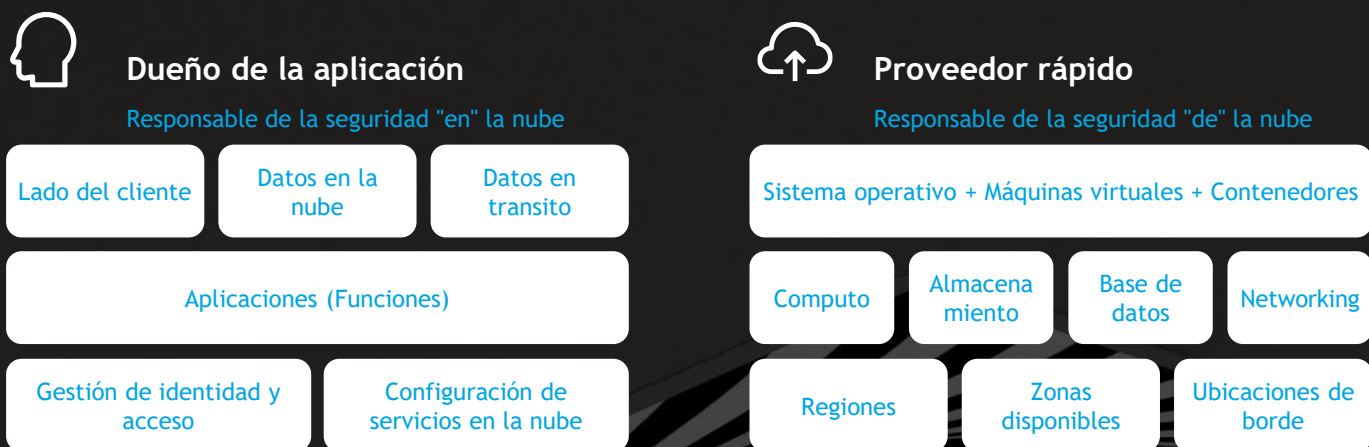 Dueño de la aplicación
Responsable de la seguridad "en" la nube
Lado del cliente
Datos en la
nube
Datos en
transito
Aplicaciones (Funciones)
Gestión de identidad y
acceso
Configuración de
servicios en la nube
Proveedor rápido
Responsable de la seguridad "de" la nube
Sistema operativo + Máquinas virtuales + Contenedores
Computo
Almacena
miento
Base de
datos
Networking
Regiones
Zonas
disponibles
Ubicaciones de
borde